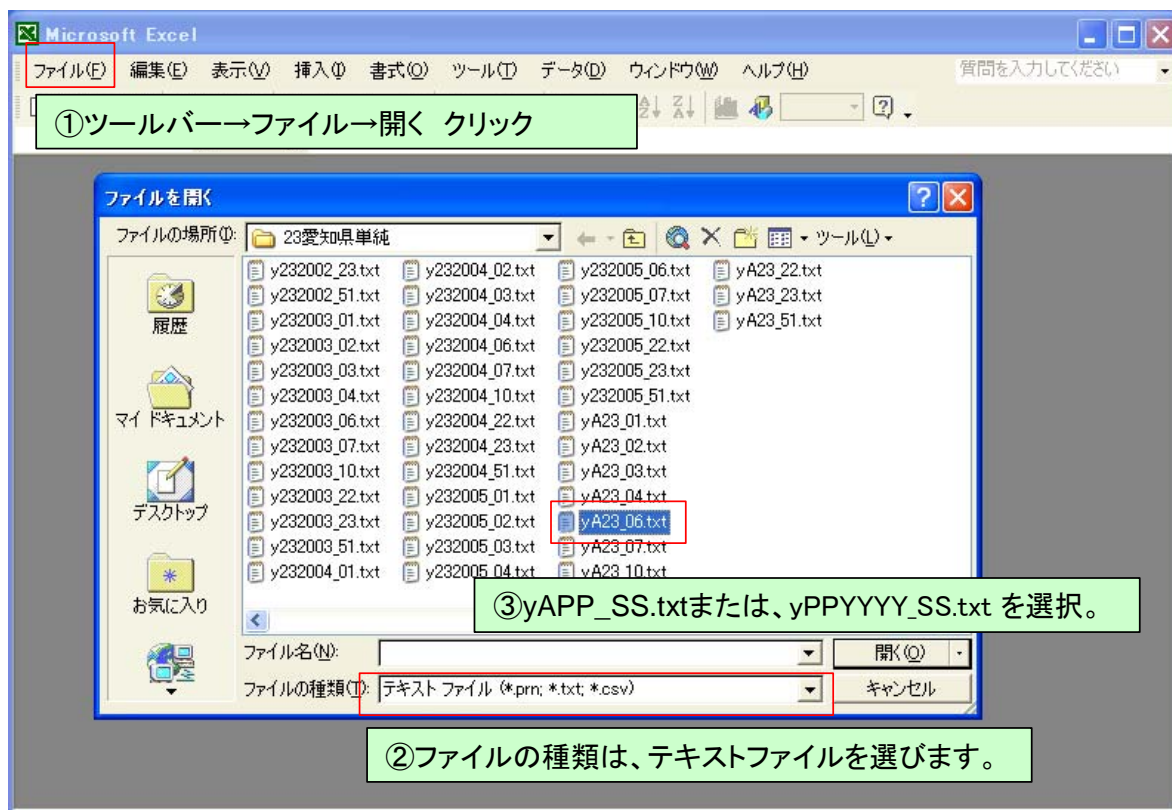 Microsoft Excel
ファイル(F) 編集(E) 表示(V) 挿入(I) 書式(O) ツール(T) データ(D) ウィンドウ(W) ヘルプ(H) 質問を入力してください
①ツールバー→ファイル→開く クリック
ファイルを開く
ファイルの場所(I): 23愛知県単純 ツール(L)
y232002_23.txt y232004_02.txt y232005_06.txt yA23_22.txt
y232002_51.txt y232004_03.txt y232005_07.txt yA23_23.txt
y232003_01.txt y232004_04.txt y232005_10.txt yA23_51.txt
y232003_02.txt y232004_06.txt y232005_22.txt
y232003_03.txt y232004_07.txt y232005_23.txt
y232003_04.txt y232004_10.txt y232005_51.txt
y232003_06.txt y232004_22.txt yA23_01.txt
y232003_07.txt y232004_23.txt yA23_02.txt
y232003_10.txt y232004_51.txt yA23_03.txt
y232003_22.txt y232005_01.txt yA23_04.txt
y232003_23.txt y232005_02.txt yA23_06.txt
y232003_51.txt y232005_03.txt yA23_07.txt
y232004_01.txt y232005_04.txt yA23_10.txt
履歴
マイ ドキュメント
デスクトップ
お気に入り
③yAPP_SS.txtまたは、yPPYYYY_SS.txt を選択。
ファイル名(N): 開く(O)
ファイルの種類(T): テキスト ファイル (*.prn; *.txt; *.csv) キャンセル
②ファイルの種類は、テキストファイルを選びます。